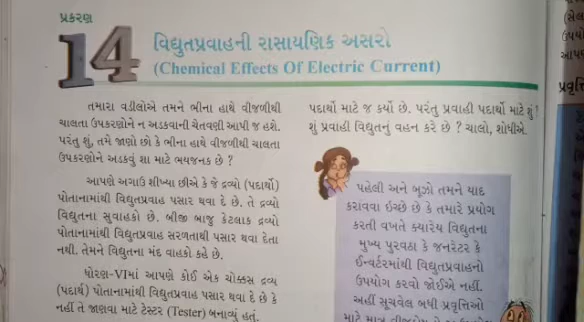 પ્રકરણ
14
વિદ્યુતપ્રવાહની રાસાયણિક અસરો
(Chemical Effects Of Electric Current)
તમારા વડીલોએ તમને ભીના હાથે વીજળીથી
ચાલતા ઉપકરણોને ન અડકવાની ચેતવણી આપી જ હશે.
પરંતુ શું, તમે જાણો છો કે ભીના હાથે વીજળીથી ચાલતા
ઉપકરણોને અડકવું શા માટે ભયજનક છે ?
આપણે અગાઉ શીખ્યા છીએ કે જે દ્રવ્યો (પદાર્થો)
પોતાનામાંથી વિદ્યુતપ્રવાહ પસાર થવા દે છે. તે દ્રવ્યો
વિદ્યુતના સુવાહકો છે. બીજી બાજુ કેટલાક દ્રવ્યો
પોતાનામાંથી વિદ્યુતપ્રવાહ સરળતાથી પસાર થવા દેતા
નથી. તેમને વિદ્યુતના મંદ વાહકો કહે છે.
ધોરણ-VIમાં આપણે કોઈ એક ચોક્કસ દ્રવ્ય
(પદાર્થ) પોતાનામાંથી વિદ્યુતપ્રવાહ પસાર થવા દે છે કે
નહીં તે જાણવા માટે ટેસ્ટર (Tester) બનાવ્યું હતું.
પદાર્થો માટે જ કર્યો છે. પરંતુ પ્રવાહી પદાર્થો માટે શું ?
શું પ્રવાહી વિદ્યુતનું વહન કરે છે ? ચાલો, શોધીએ.
પહેલી અને બૂઝો તમને યાદ
કરાવવા ઇચ્છે છે કે તમારે પ્રયોગ
કરતી વખતે ક્યારેય વિદ્યુતના
મુખ્ય પુરવઠા કે જનરેટર કે
ઈન્વર્ટરમાંથી વિદ્યુતપ્રવાહનો
ઉપયોગ કરવો જોઈએ નહીં.
અહીં સૂચવેલ બધી પ્રવૃત્તિઓ
માટે માત્ર